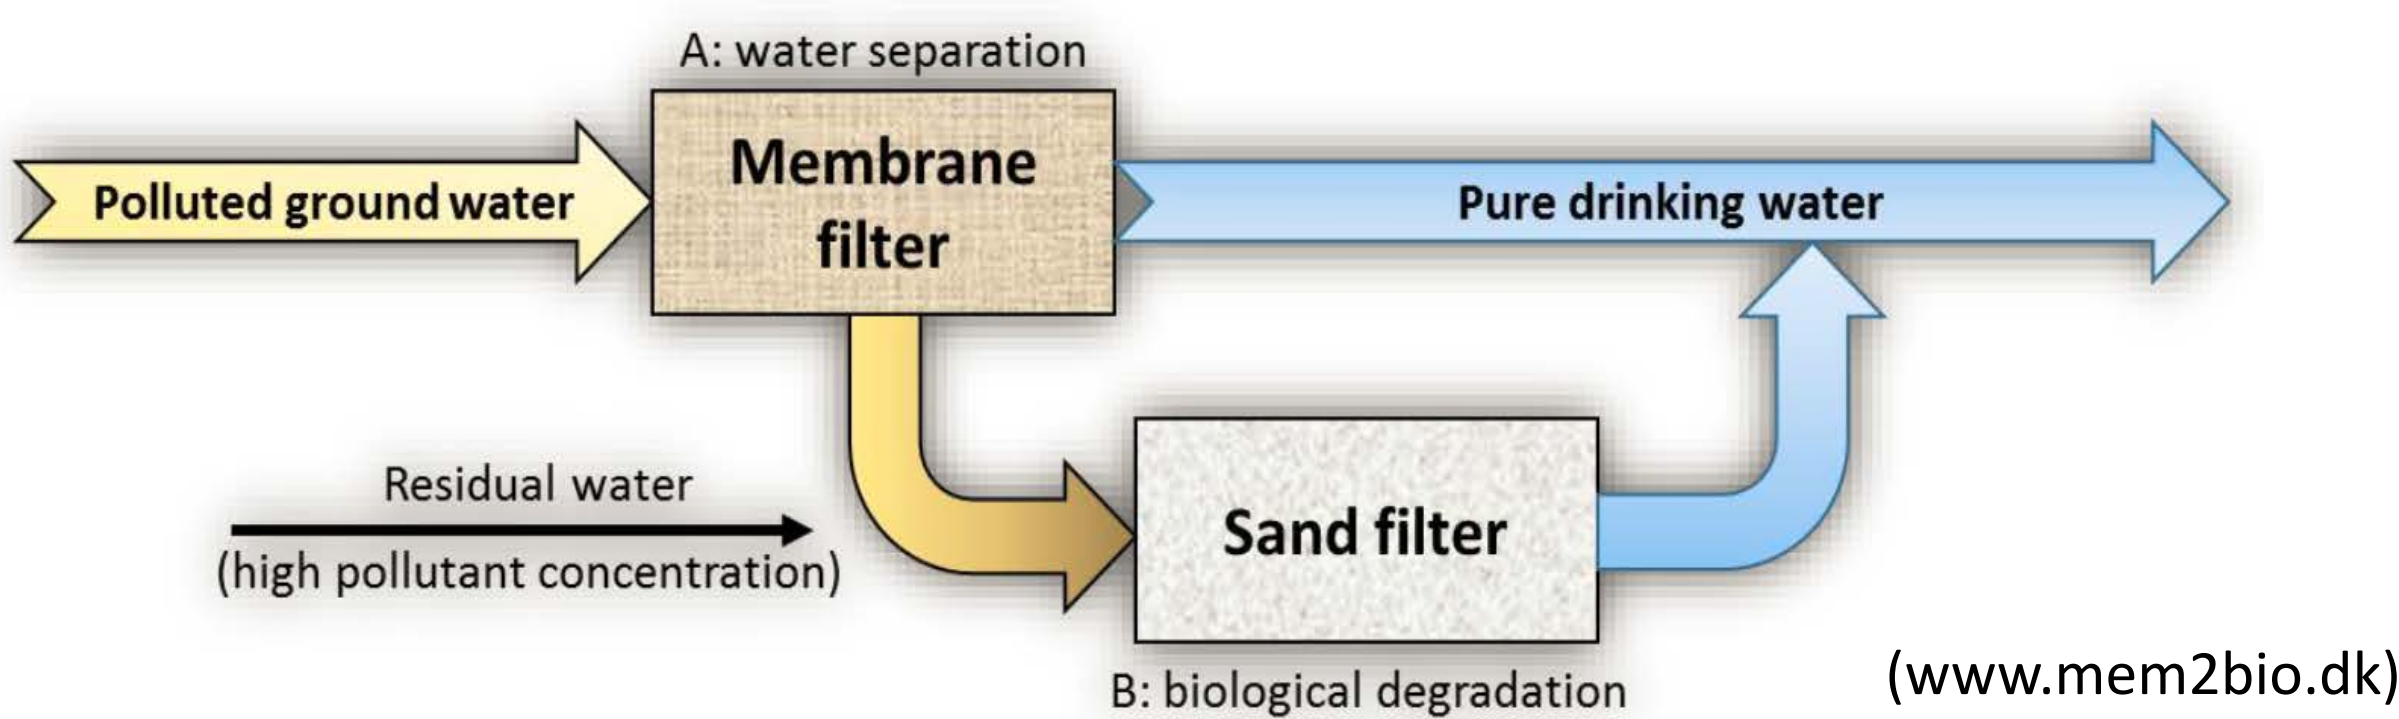 A: water separation
Membrane
filter
Polluted ground water
Pure drinking water
Residual water
(high pollutant concentration)
Sand filter
B: biological degradation
(www.mem2bio.dk)